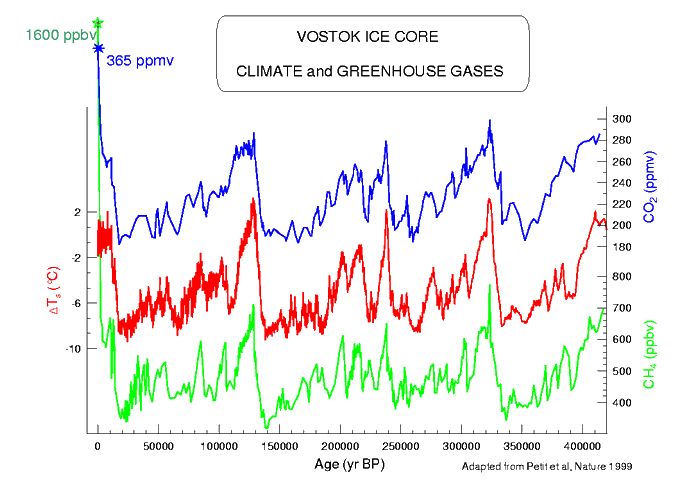 VOSTOK ICE CORE
CLIMATE and GREENHOUSE GASES
1600 ppbv
365 ppmv
300
280
260
240
220
200
180
CO2 (ppmv)
2
-2
-6
-10
ΔTs (°C)
800
700
600
500
400
CH4 (ppbv)
0 50000 100000 150000 200000 250000 300000 350000 400000
Age (yr BP)
Adapted from Petit et al, Nature 1999